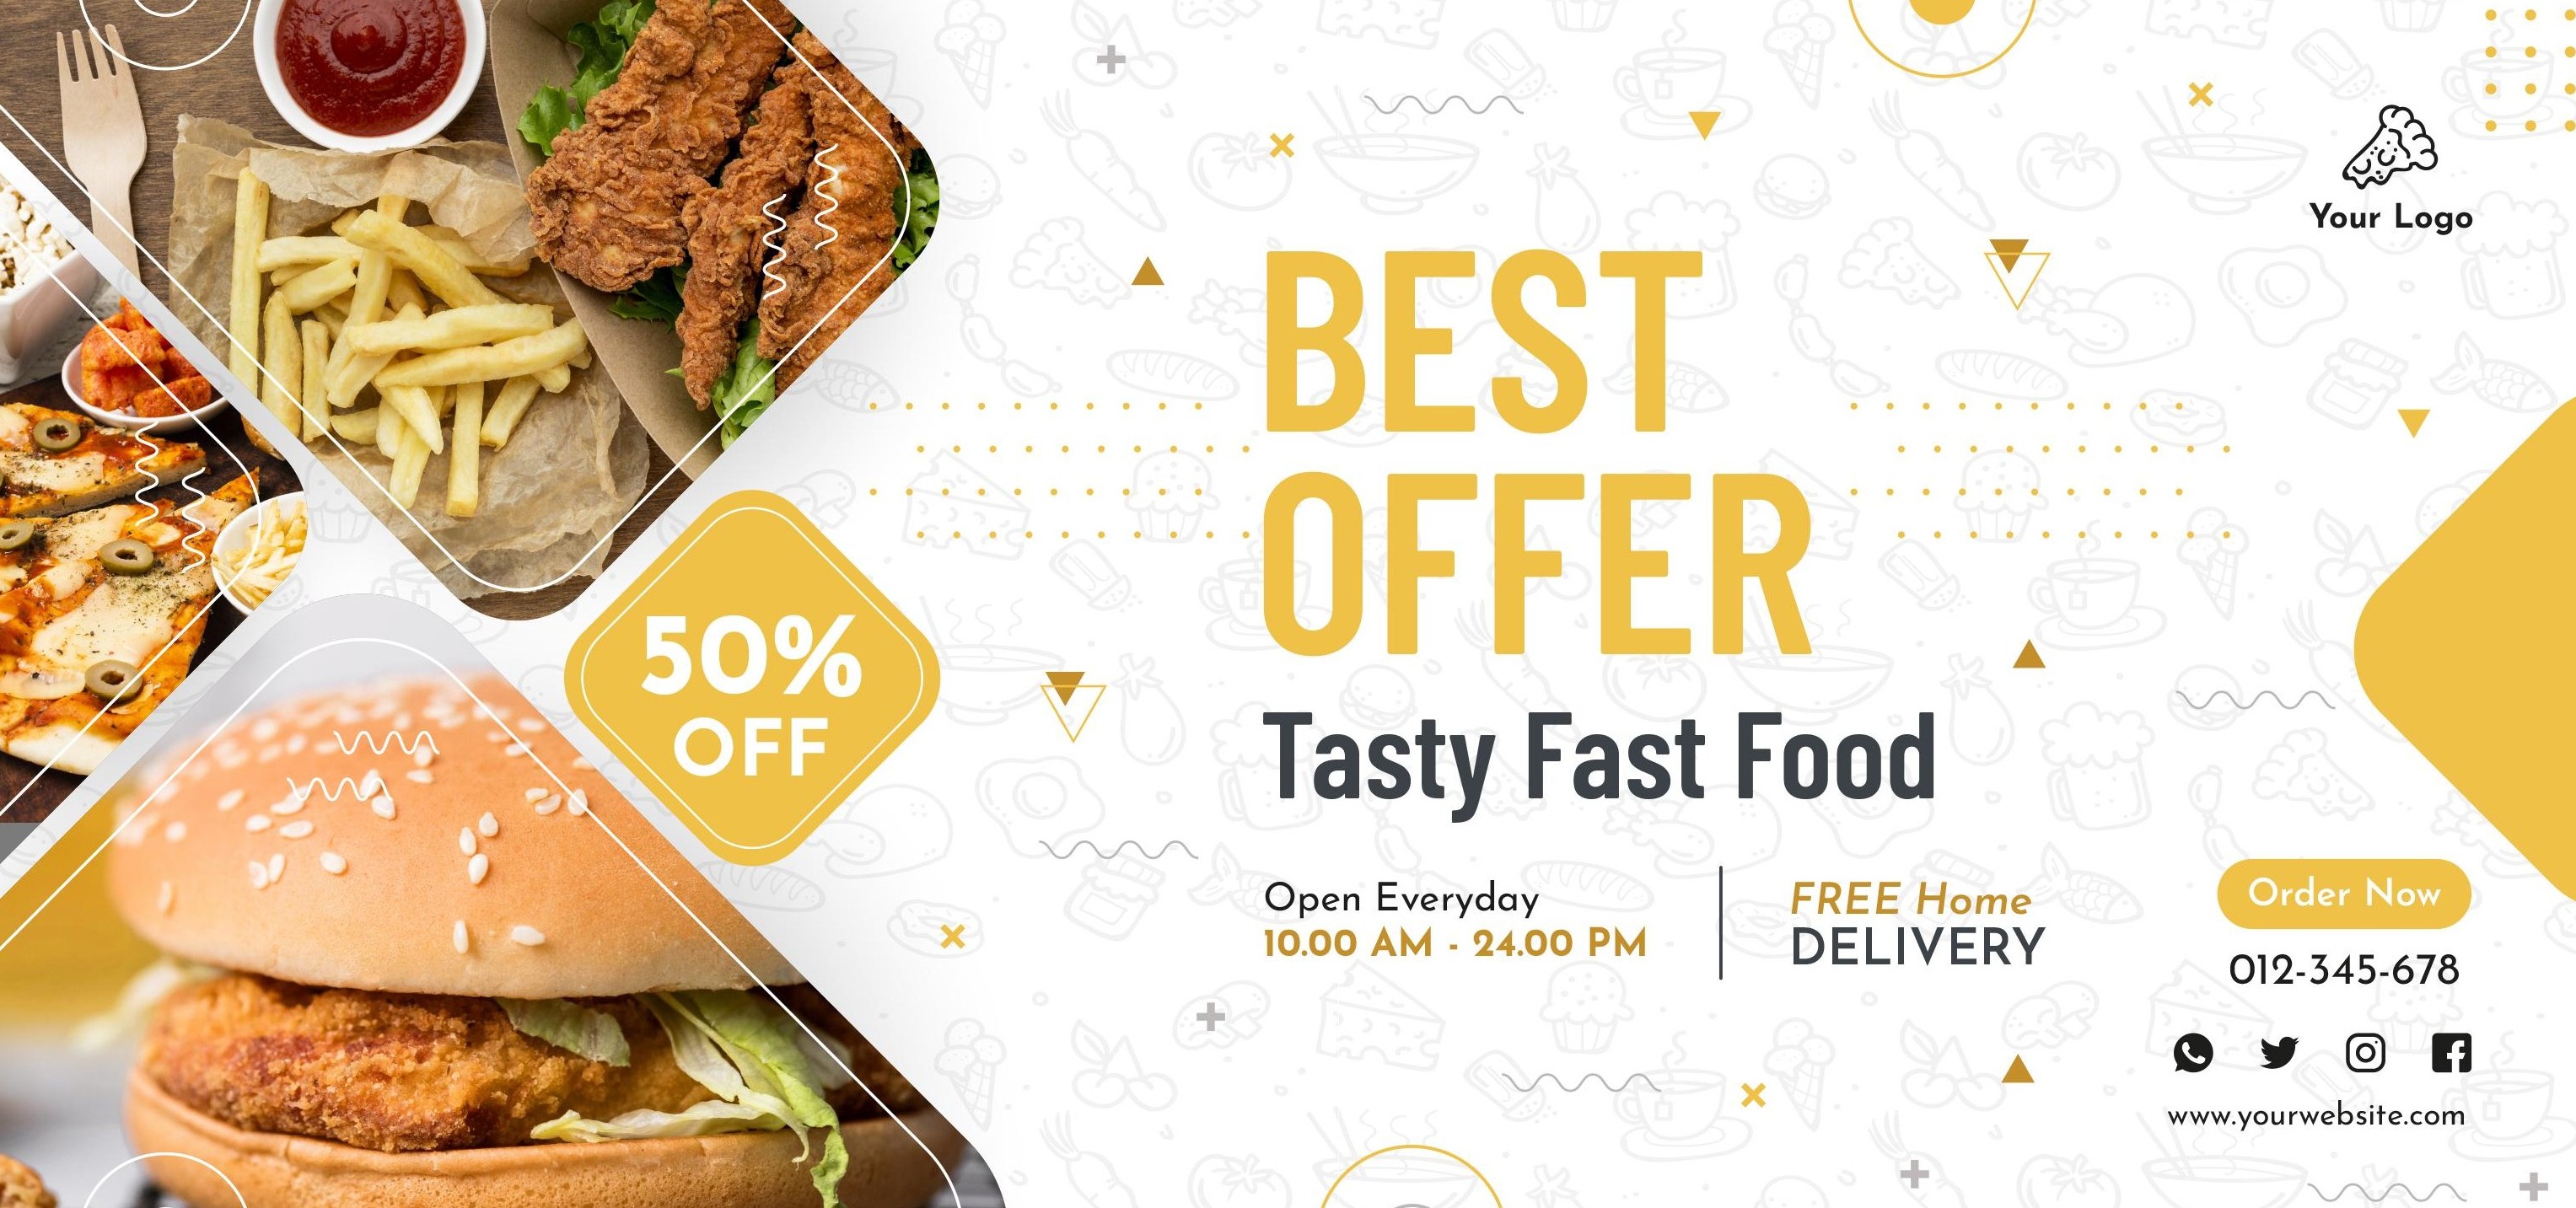 Your Logo
BEST
OFFER
50%
OFF
Tasty Fast Food
Open Everyday
10.00 AM - 24.00 PM
FREE Home
DELIVERY
Order Now
012-345-678
www.yourwebsite.com